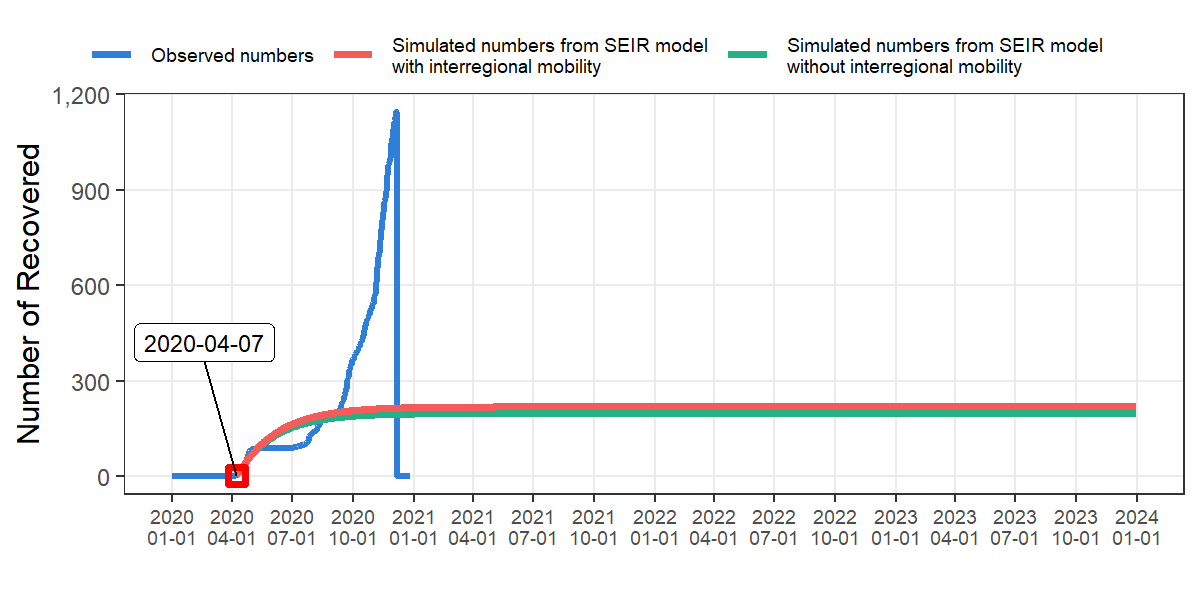 Observed numbers
Simulated numbers from SEIR model
with interregional mobility
Simulated numbers from SEIR model
without interregional mobility
Number of Recovered
1,200
900
600
300
0
2020-04-07
2020 2020 2020 2020 2021 2021 2021 2021 2022 2022 2022 2022 2023 2023 2023 2023 2024
01-01 04-01 07-01 10-01 01-01 04-01 07-01 10-01 01-01 04-01 07-01 10-01 01-01 04-01 07-01 10-01 01-01